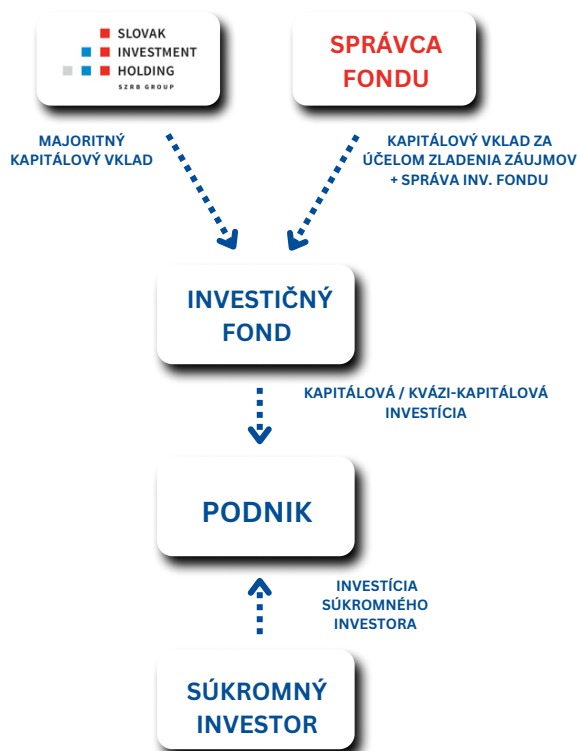 SLOVAK
INVESTMENT
HOLDING
SZRB GROUP
SPRÁVCA
FONDU
MAJORITNÝ
KAPITÁLOVÝ VKLAD
KAPITÁLOVÝ VKLAD ZA
ÚČELOM ZLADENIA ZÁUJMOV
+ SPRÁVA INV. FONDU
INVESTIČNÝ
FOND
KAPITÁLOVÁ / KVÁZI-KAPITÁLOVÁ
INVESTÍCIA
PODNIK
INVESTÍCIA
SÚKROMNÉHO
INVESTORA
SÚKROMNÝ
INVESTOR